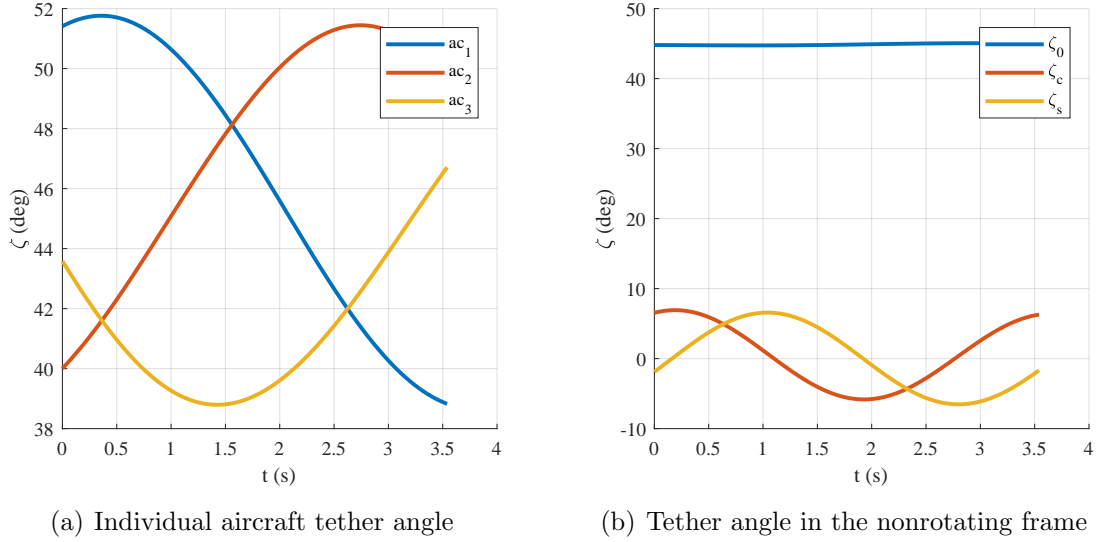 52
50
48
46
44
42
40
38
ζ (deg)
0 0.5 1 1.5 2 2.5 3 3.5 4
t (s)
ac1
ac2
ac3
(a) Individual aircraft tether angle
50
40
30
20
10
0
-10
ζ (deg)
0 0.5 1 1.5 2 2.5 3 3.5 4
t (s)
ζ0
ζc
ζs
(b) Tether angle in the nonrotating frame